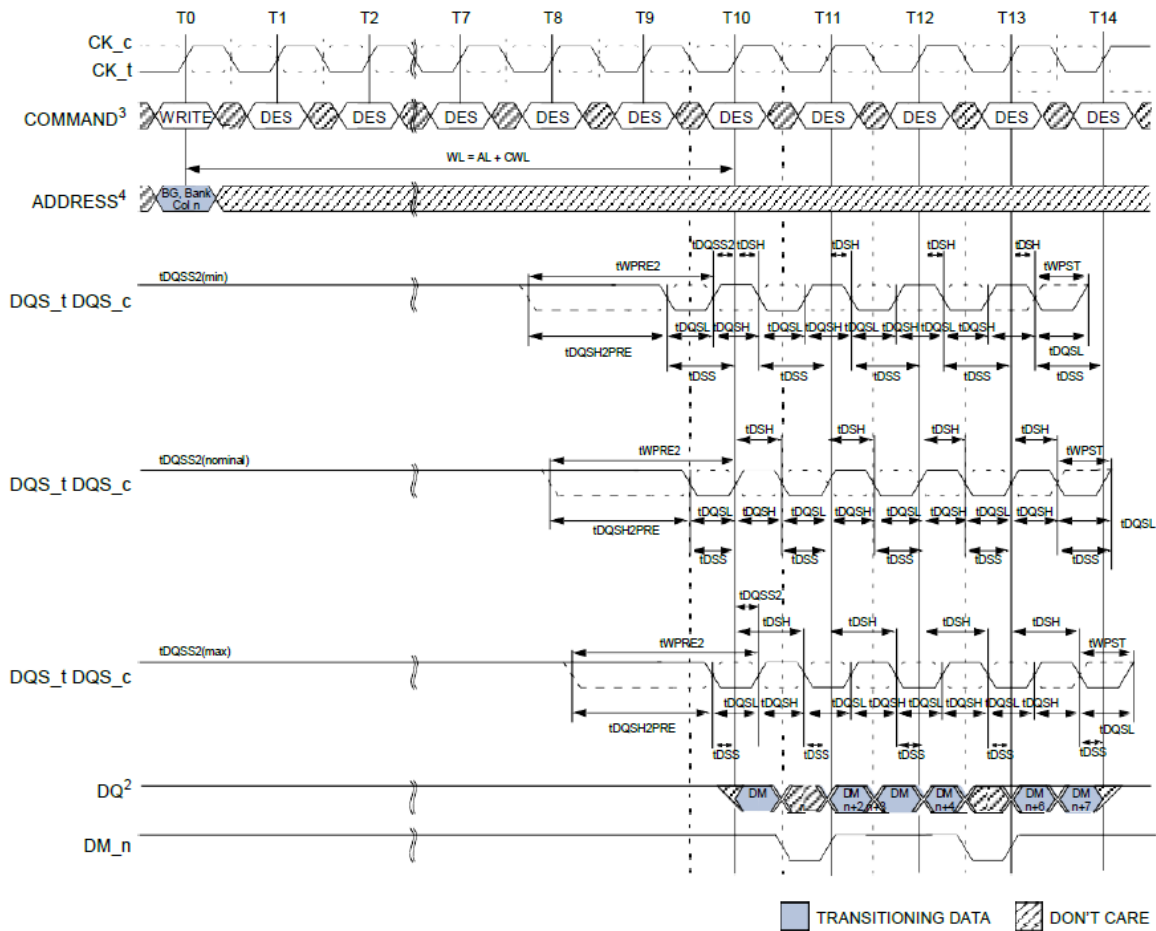 T0 T1 T2 T7 T8 T9 T10 T11 T12 T13 T14
CK_c
CK_t
COMMAND³ WRITE DES DES DES DES DES DES DES DES DES DES
WL = AL + CWL
ADDRESS⁴ BG, Bank
Col n
tDQSS2 tDSH tDSH tDSH tDSH
tDQSS2(min) tWPRE2 tWPST
DQS_t DQS_c
tDQSL tDQSH tDQSL tDQSH tDQSL tDQSH tDQSL tDQSH
tDQSH2PRE tDQSL
tDSS tDSS tDSS tDSS tDSS
tDSH tDSH tDSH tDSH
tDQSS2(nominal) tWPRE2 tWPST
DQS_t DQS_c
tDQSL tDQSH tDQSL tDQSH tDQSL tDQSH tDQSL tDQSH tDQSL
tDQSH2PRE
tDSS tDSS tDSS tDSS tDSS
tDQSS2
tDSH tDSH tDSH tDSH
tDQSS2(max) tWPRE2 tWPST
DQS_t DQS_c
tDQSL tDQSH tDQSL tDQSH tDQSL tDQSH tDQSL tDQSH
tDQSH2PRE tDQSL
tDSS tDSS tDSS tDSS tDSS
DQ² DM DM DM DM DM
n+2 n+3 n+4 n+6 n+7
DM_n
TRANSITIONING DATA DON'T CARE